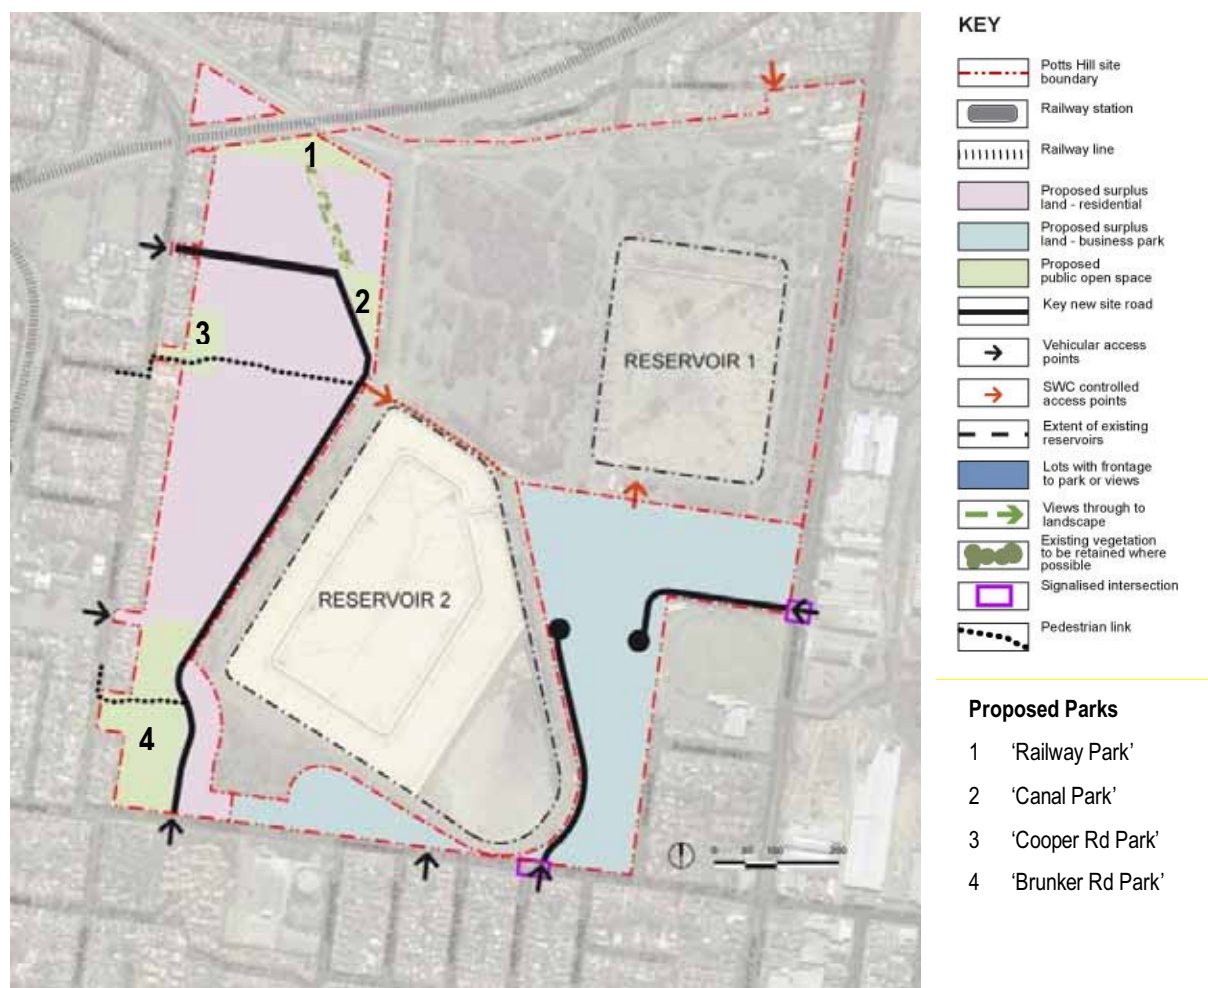 1
2
3
4
RESERVOIR 1
RESERVOIR 2
0 50 100 200
KEY
Potts Hill site
boundary
Railway station
Railway line
Proposed surplus
land - residential
Proposed surplus
land - business park
Proposed
public open space
Key new site road
Vehicular access
points
SWC controlled
access points
Extent of existing
reservoirs
Lots with frontage
to park or views
Views through to
landscape
Existing vegetation
to be retained where
possible
Signalised intersection
Pedestrian link
Proposed Parks
1 ‘Railway Park’
2 ‘Canal Park’
3 ‘Cooper Rd Park’
4 ‘Brunker Rd Park’